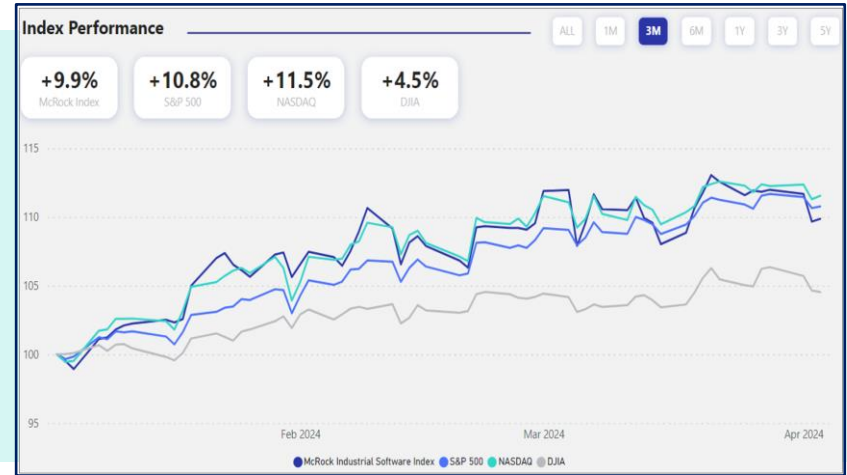 Index Performance
ALL 1M 3M 6M 1Y 3Y 5Y
+9.9% +10.8% +11.5% +4.5%
McRock Index S&P 500 NASDAQ DJIA
115
110
105
100
95
Feb 2024 Mar 2024 Apr 2024
McRock Industrial Software Index S&P 500 NASDAQ DJIA